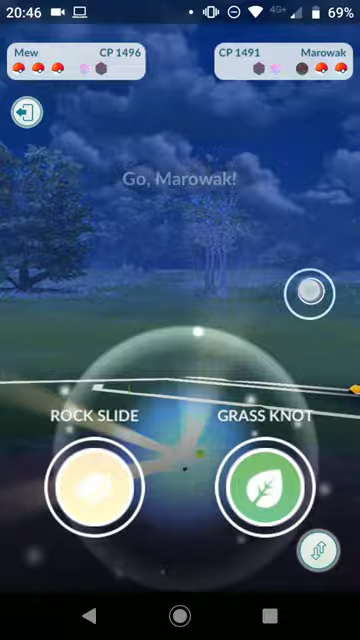 20:46
4G+
69%
Mew CP 1496
CP 1491 Marowak
Go, Marowak!
ROCK SLIDE
GRASS KNOT